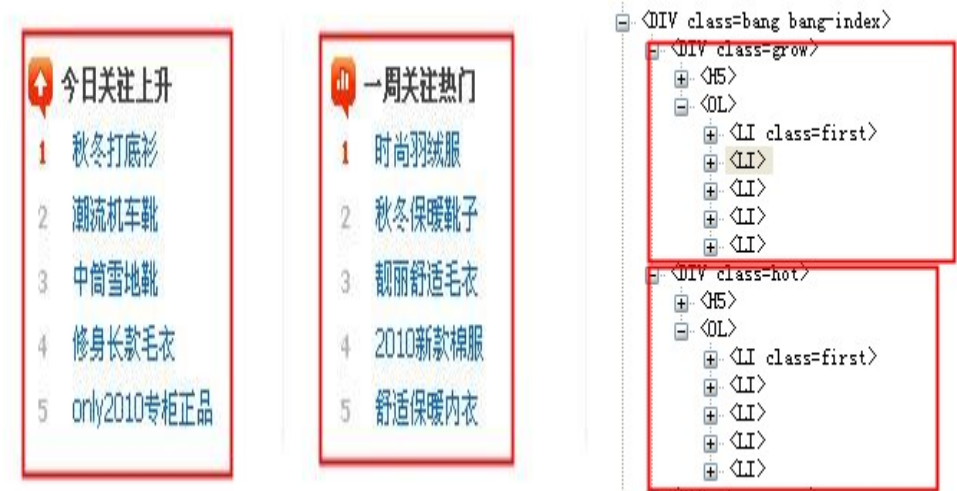 今日关注上升
1 秋冬打底衫
2 潮流机车靴
3 中筒雪地靴
4 修身长款毛衣
5 only2010专柜正品
一周关注热门
1 时尚羽绒服
2 秋冬保暖靴子
3 靓丽舒适毛衣
4 2010新款棉服
5 舒适保暖内衣
<DIV class=bang bang-index>
<DIV class=grow>
<H5>
<OL>
<LI class=first>
<LI>
<LI>
<LI>
<LI>
<DIV class=hot>
<H5>
<OL>
<LI class=first>
<LI>
<LI>
<LI>
<LI>